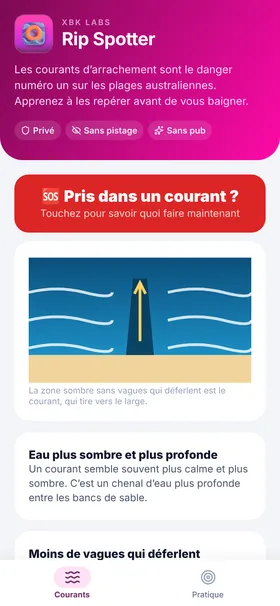 XBK LABS
Rip Spotter
Les courants d’arrachement sont le danger
numéro un sur les plages australiennes.
Apprenez à les repérer avant de vous baigner.
Privé
Sans pistage
Sans pub
SOS Pris dans un courant ?
Touchez pour savoir quoi faire maintenant
La zone sombre sans vagues qui déferlent est le
courant, qui tire vers le large.
Eau plus sombre et plus profonde
Un courant semble souvent plus calme et plus
sombre. C’est un chenal d’eau plus profonde
entre les bancs de sable.
Moins de vagues qui déferlent
Courants
Pratique